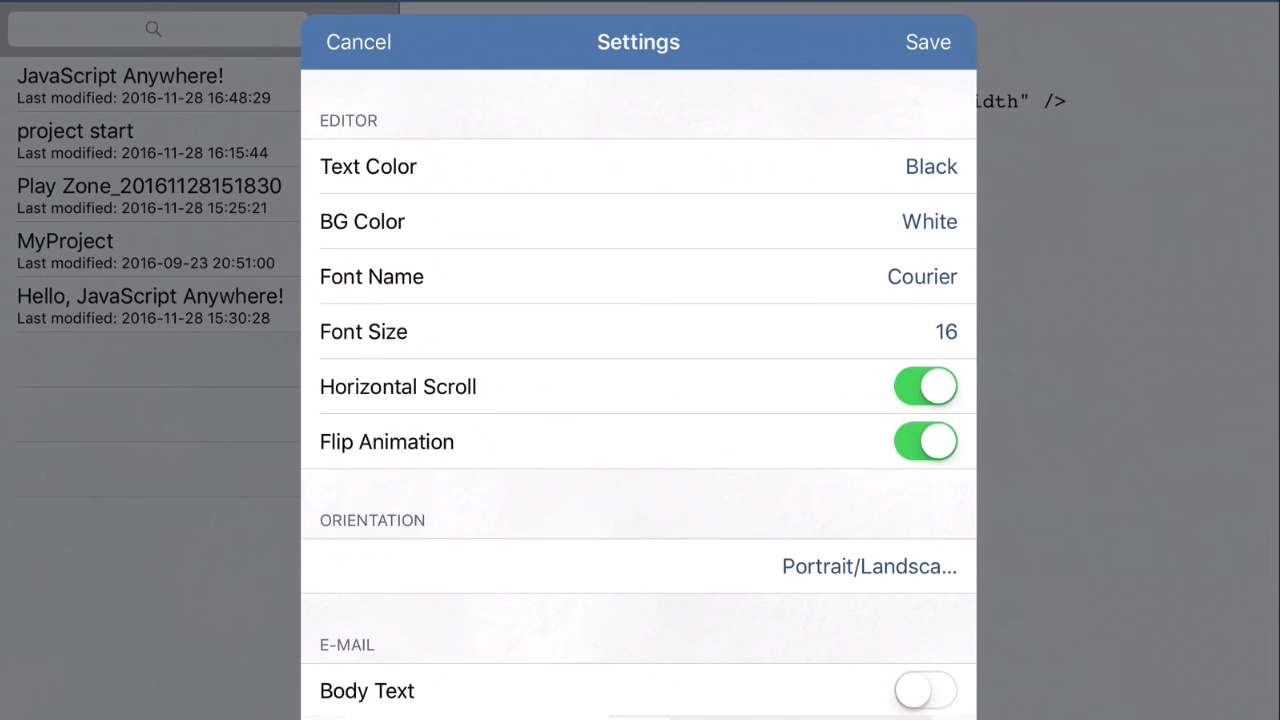 Cancel
Settings
Save
JavaScript Anywhere!
Last modified: 2016-11-28 16:48:29
project start
Last modified: 2016-11-28 16:15:44
Play Zone_20161128151830
Last modified: 2016-11-28 15:25:21
MyProject
Last modified: 2016-09-23 20:51:00
Hello, JavaScript Anywhere!
Last modified: 2016-11-28 15:30:28
EDITOR
Text Color
Black
BG Color
White
Font Name
Courier
Font Size
16
Horizontal Scroll
Flip Animation
ORIENTATION
Portrait/Landsca...
E-MAIL
Body Text
idth" />